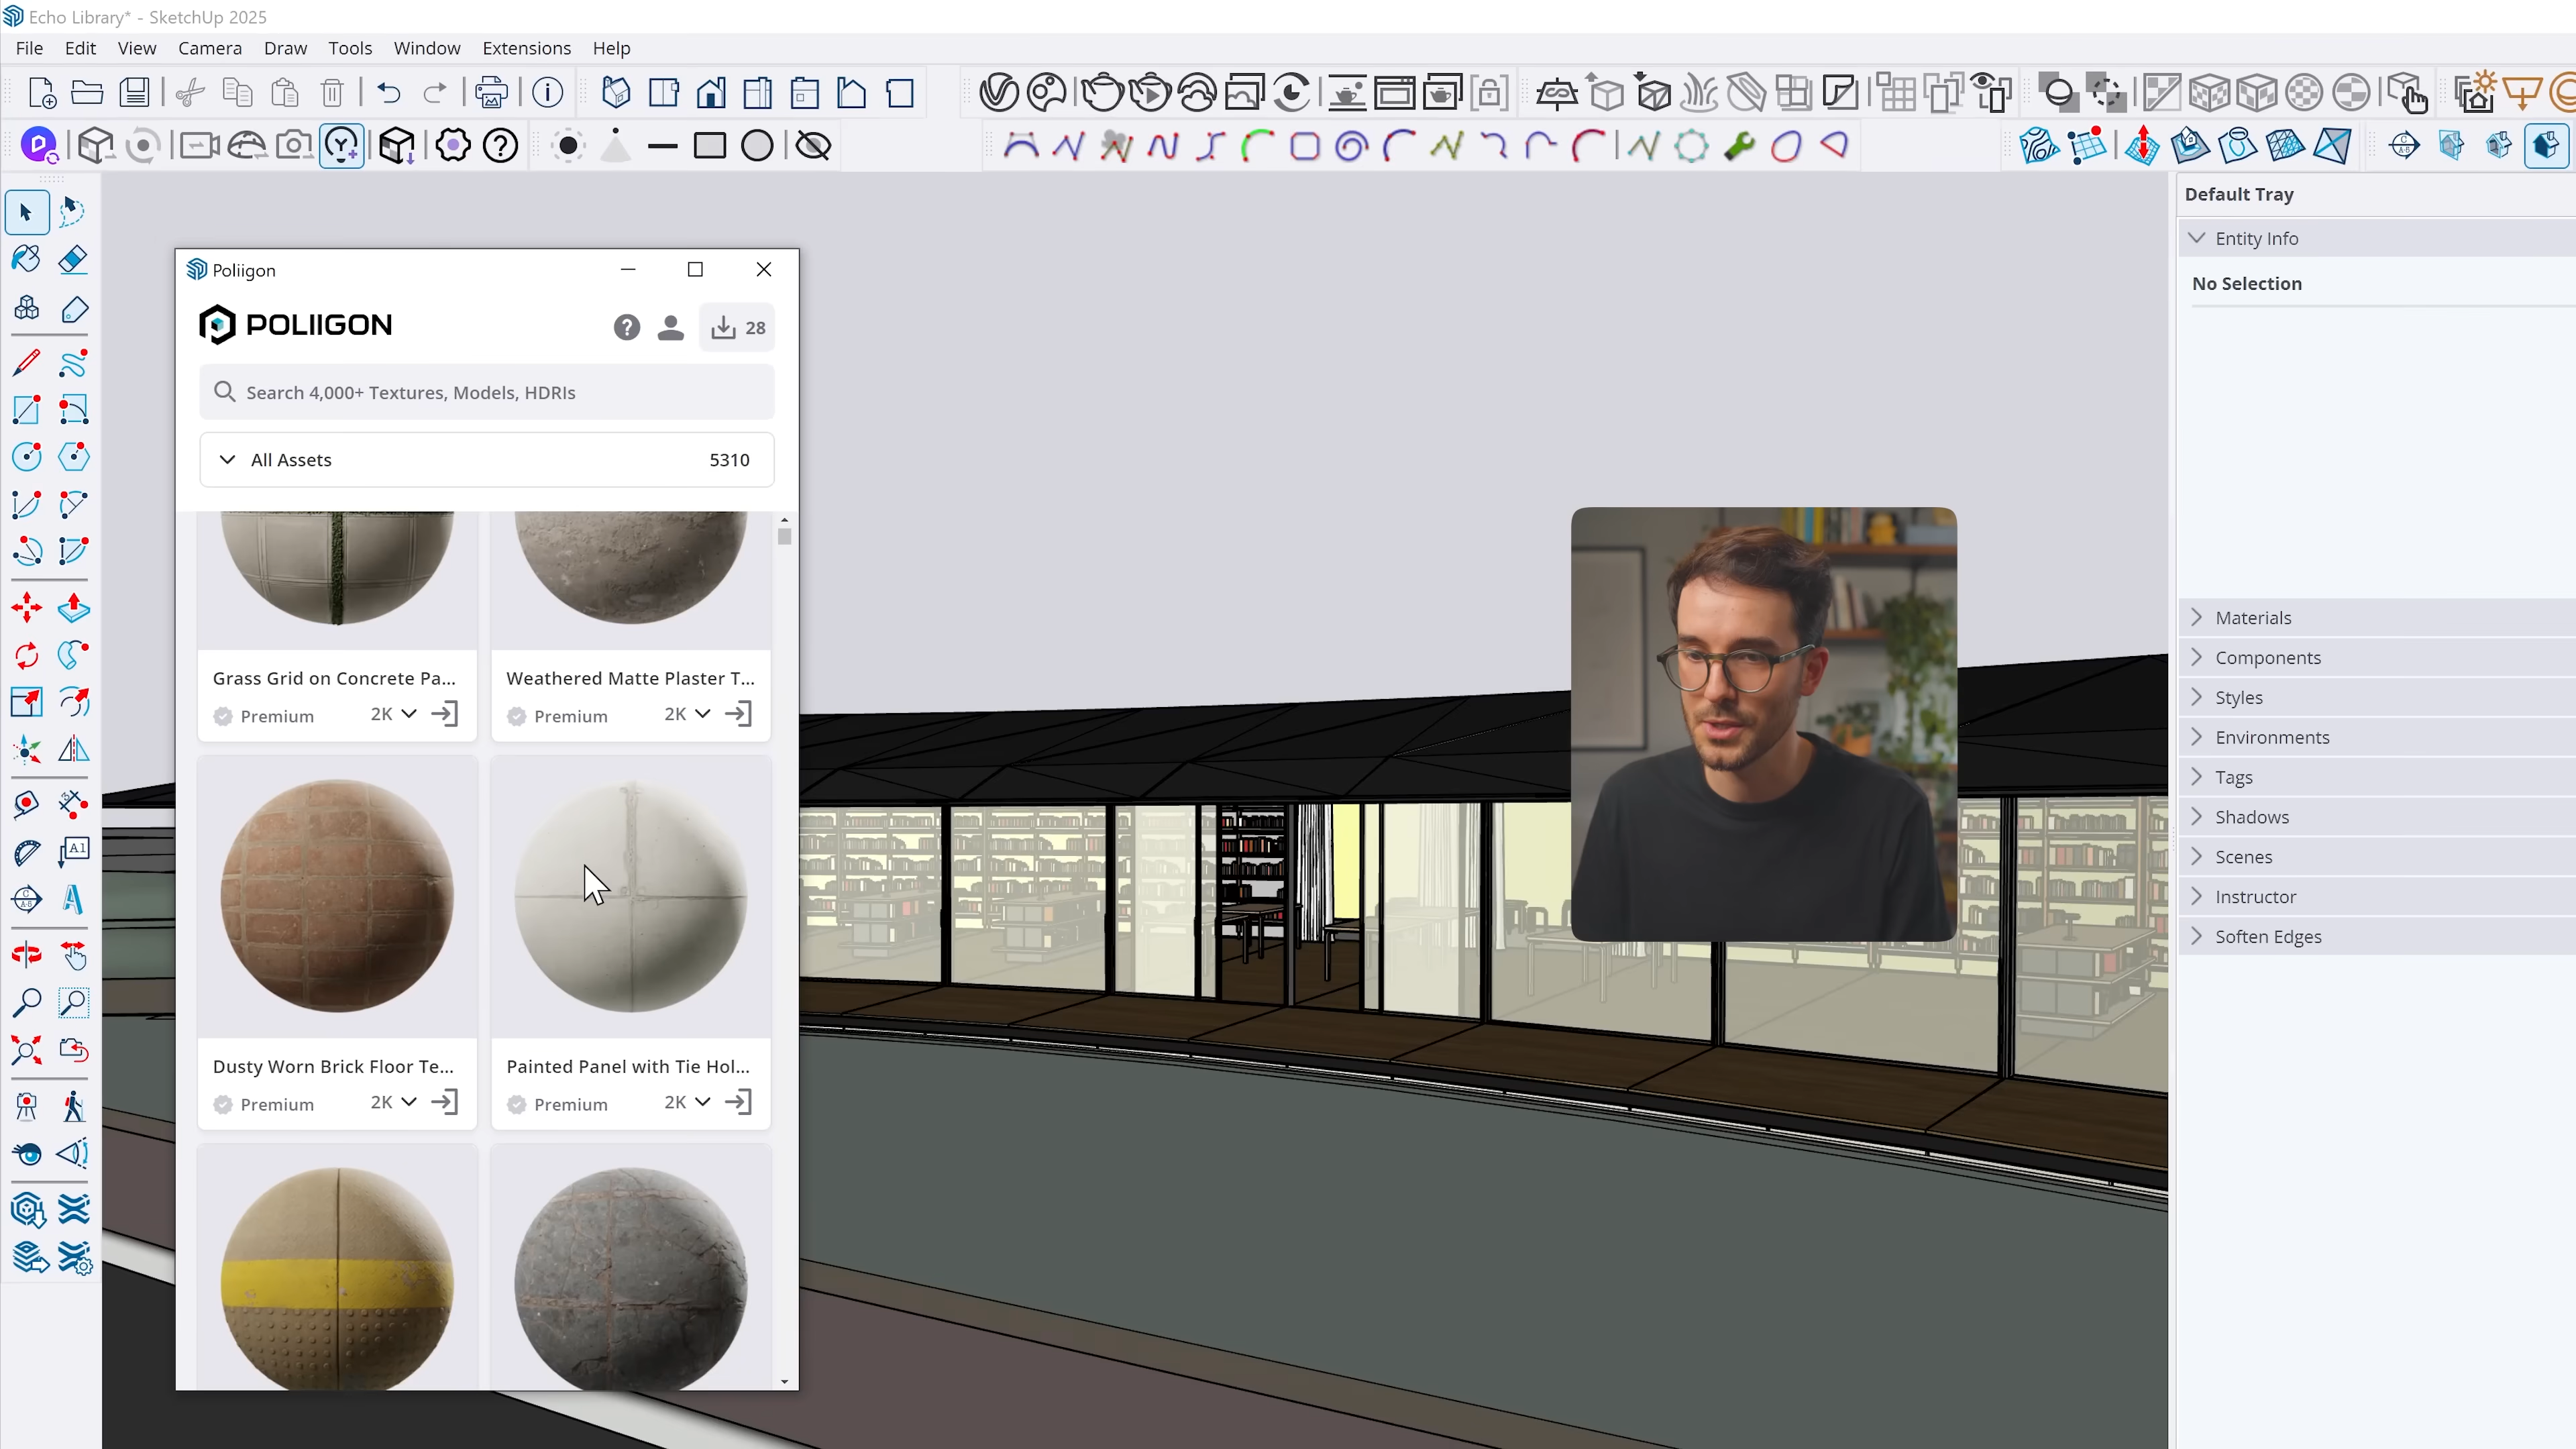 Echo Library* - SketchUp 2025
File Edit View Camera Draw Tools Window Extensions Help
Default Tray
Entity Info
No Selection
Materials
Components
Styles
Environments
Tags
Shadows
Scenes
Instructor
Soften Edges
Poliigon
POLIIGON
28
Search 4,000+ Textures, Models, HDRIs
All Assets 5310
Grass Grid on Concrete Pa...
Premium 2K
Weathered Matte Plaster T...
Premium 2K
Dusty Worn Brick Floor Te...
Premium 2K
Painted Panel with Tie Hol...
Premium 2K